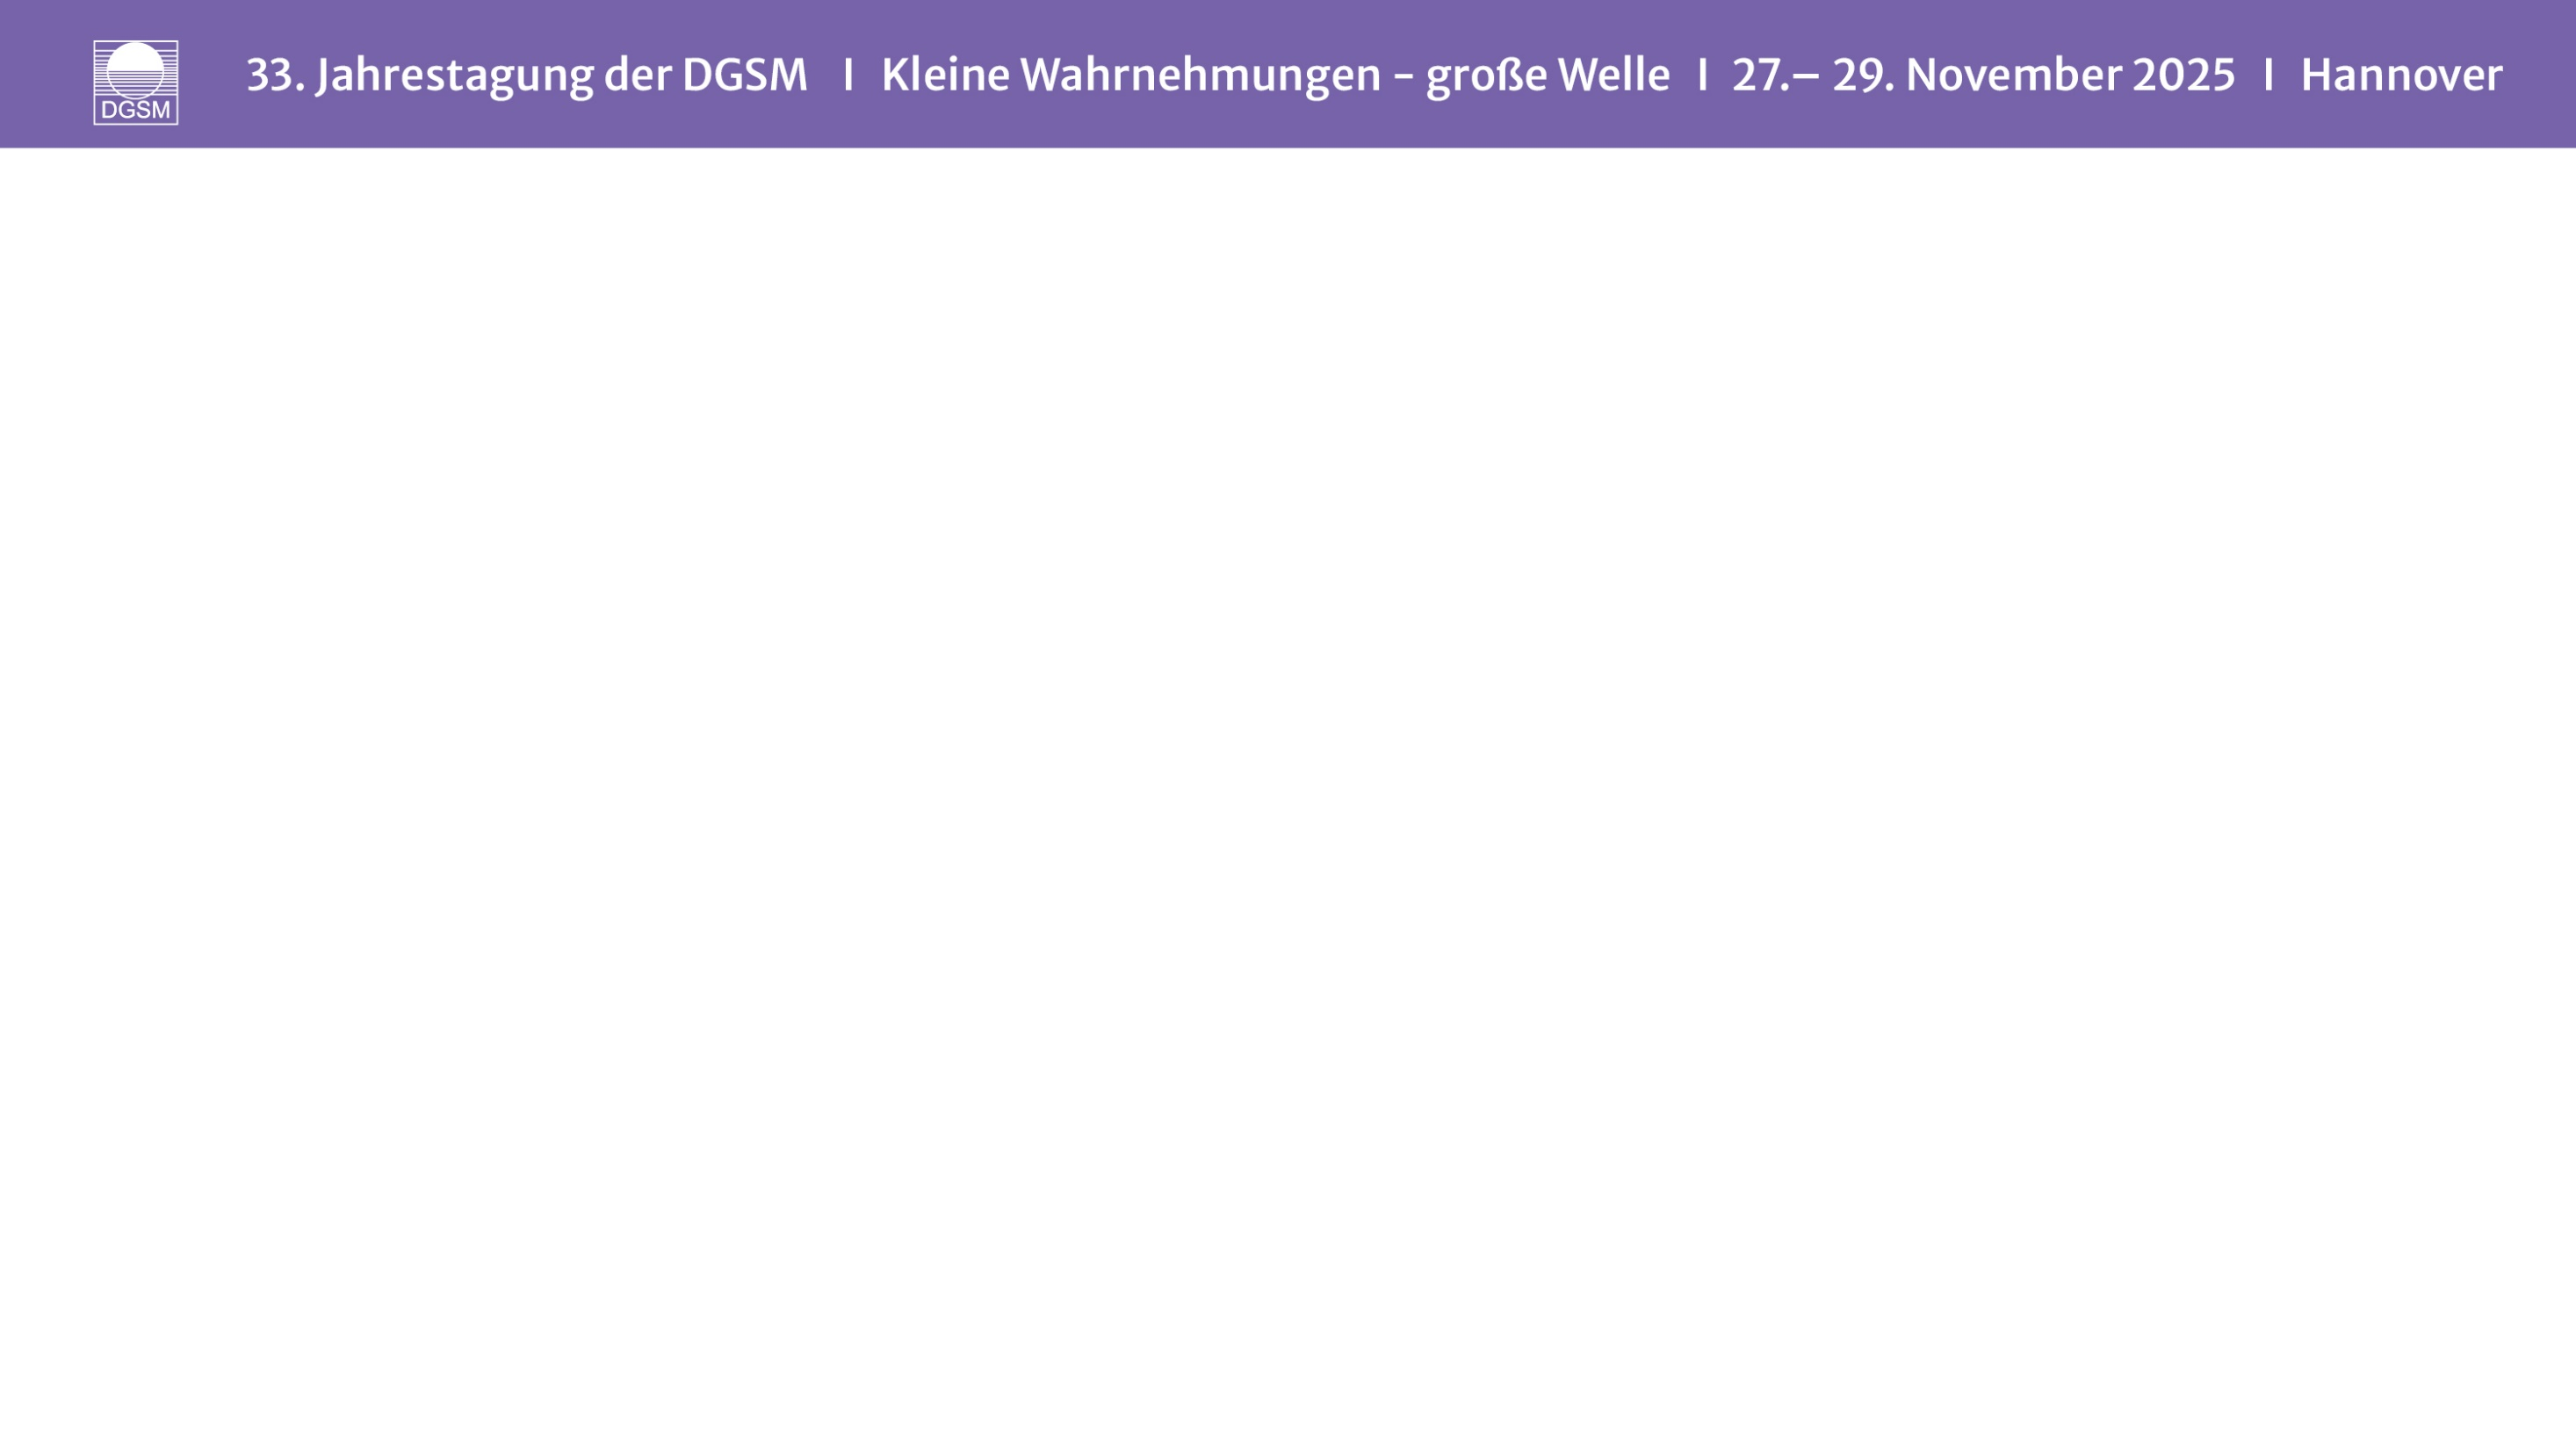 DGSM
33. Jahrestagung der DGSM I Kleine Wahrnehmungen – große Welle I 27.– 29. November 2025 I Hannover